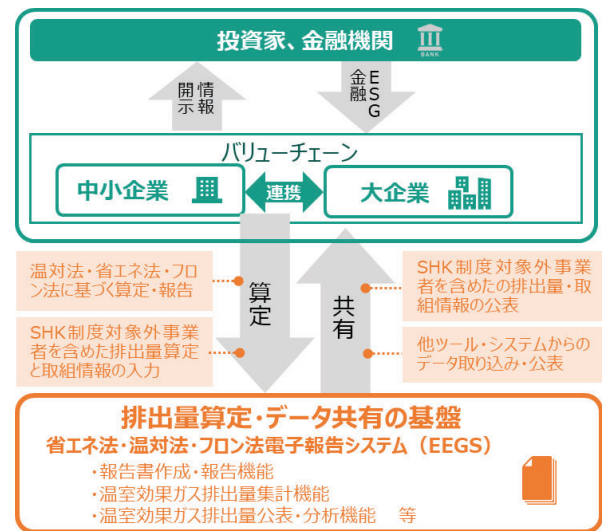 投資家、金融機関
BANK
情報
開示
ESG
金融
バリューチェーン
中小企業
連携
大企業
温対法・省エネ法・フロ
ン法に基づく算定・報告
SHK制度対象外事業
者を含めた排出量算定
と取組情報の入力
算定
共有
SHK制度対象外事業
者を含めたの排出量・取
組情報の公表
他ツール・システムからの
データ取り込み・公表
排出量算定・データ共有の基盤
省エネ法・温対法・フロン法電子報告システム（EEGS）
・報告書作成・報告機能
・温室効果ガス排出量集計機能
・温室効果ガス排出量公表・分析機能　等